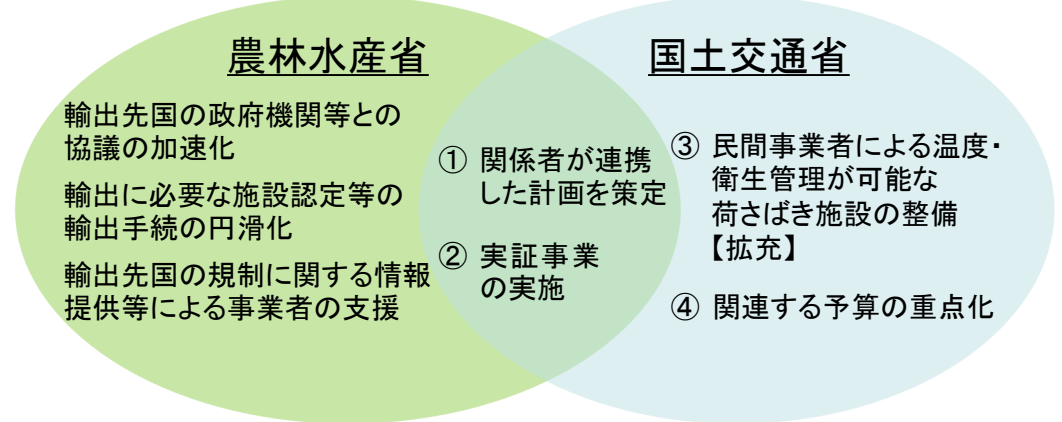 農林水産省
輸出先国の政府機関等との
協議の加速化
輸出に必要な施設認定等の
輸出手続の円滑化
輸出先国の規制に関する情報
提供等による事業者の支援
① 関係者が連携
した計画を策定
② 実証事業
の実施
国土交通省
③ 民間事業者による温度・
衛生管理が可能な
荷さばき施設の整備
【拡充】
④ 関連する予算の重点化